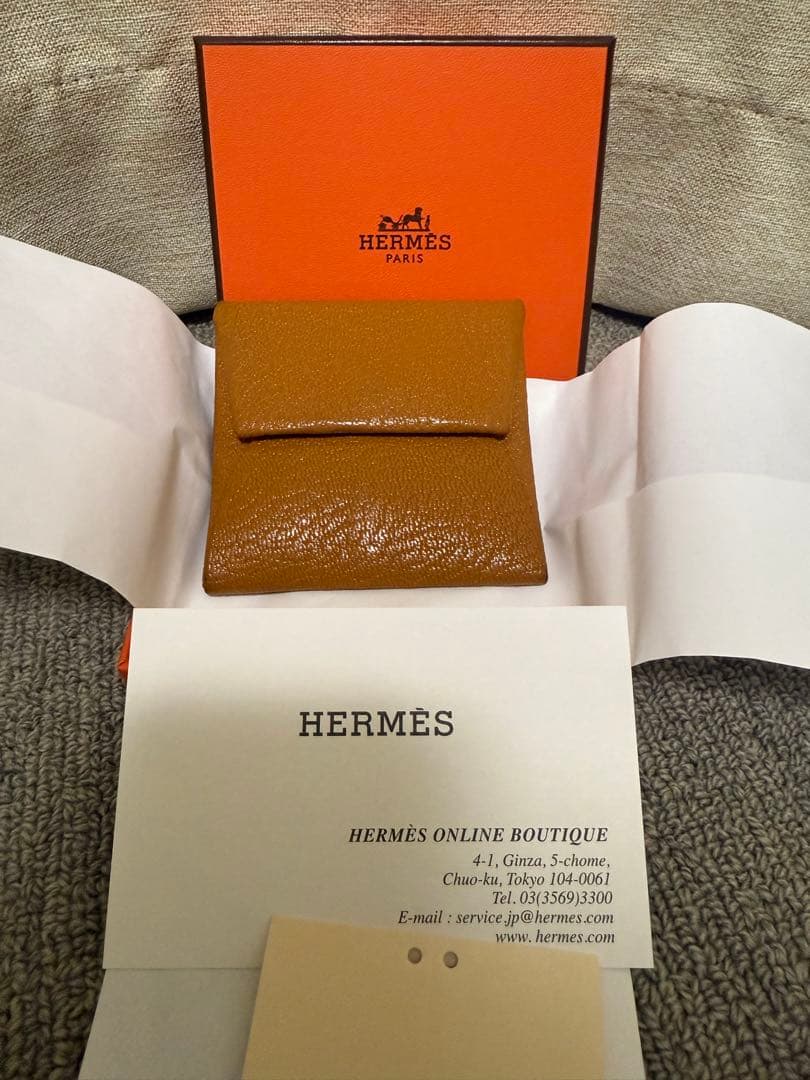 HERMÈS
PARIS
HERMÈS
HERMÈS ONLINE BOUTIQUE
4-1, Ginza, 5-chome,
Chuo-ku, Tokyo 104-0061
Tel. 03(3569)3300
E-mail : service.jp@hermes.com
www. hermes.com